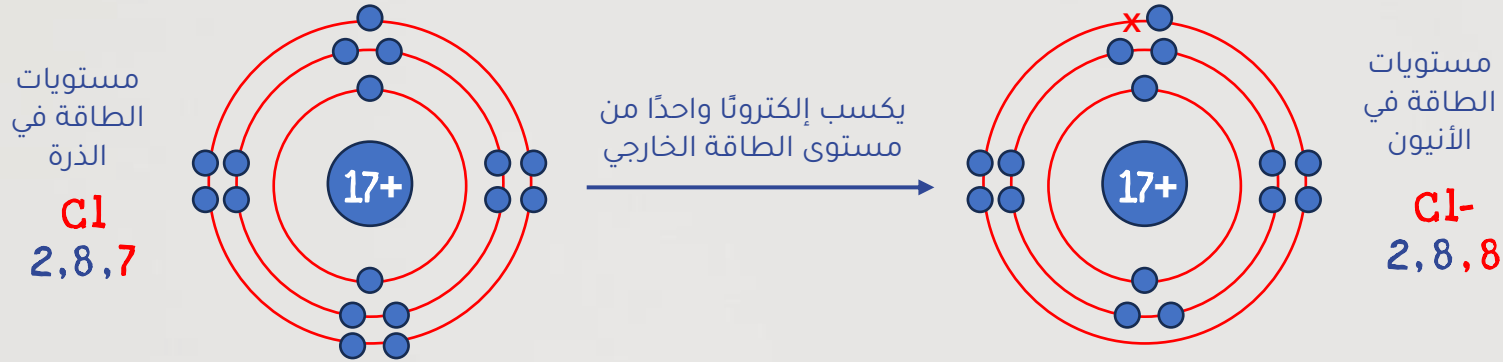 مستويات
الطاقة في
الذرة
Cl
2,8,7
17+
يكسب إلكترونًا واحدًا من
مستوى الطاقة الخارجي
x
17+
مستويات
الطاقة في
الأنيون
Cl-
2,8,8